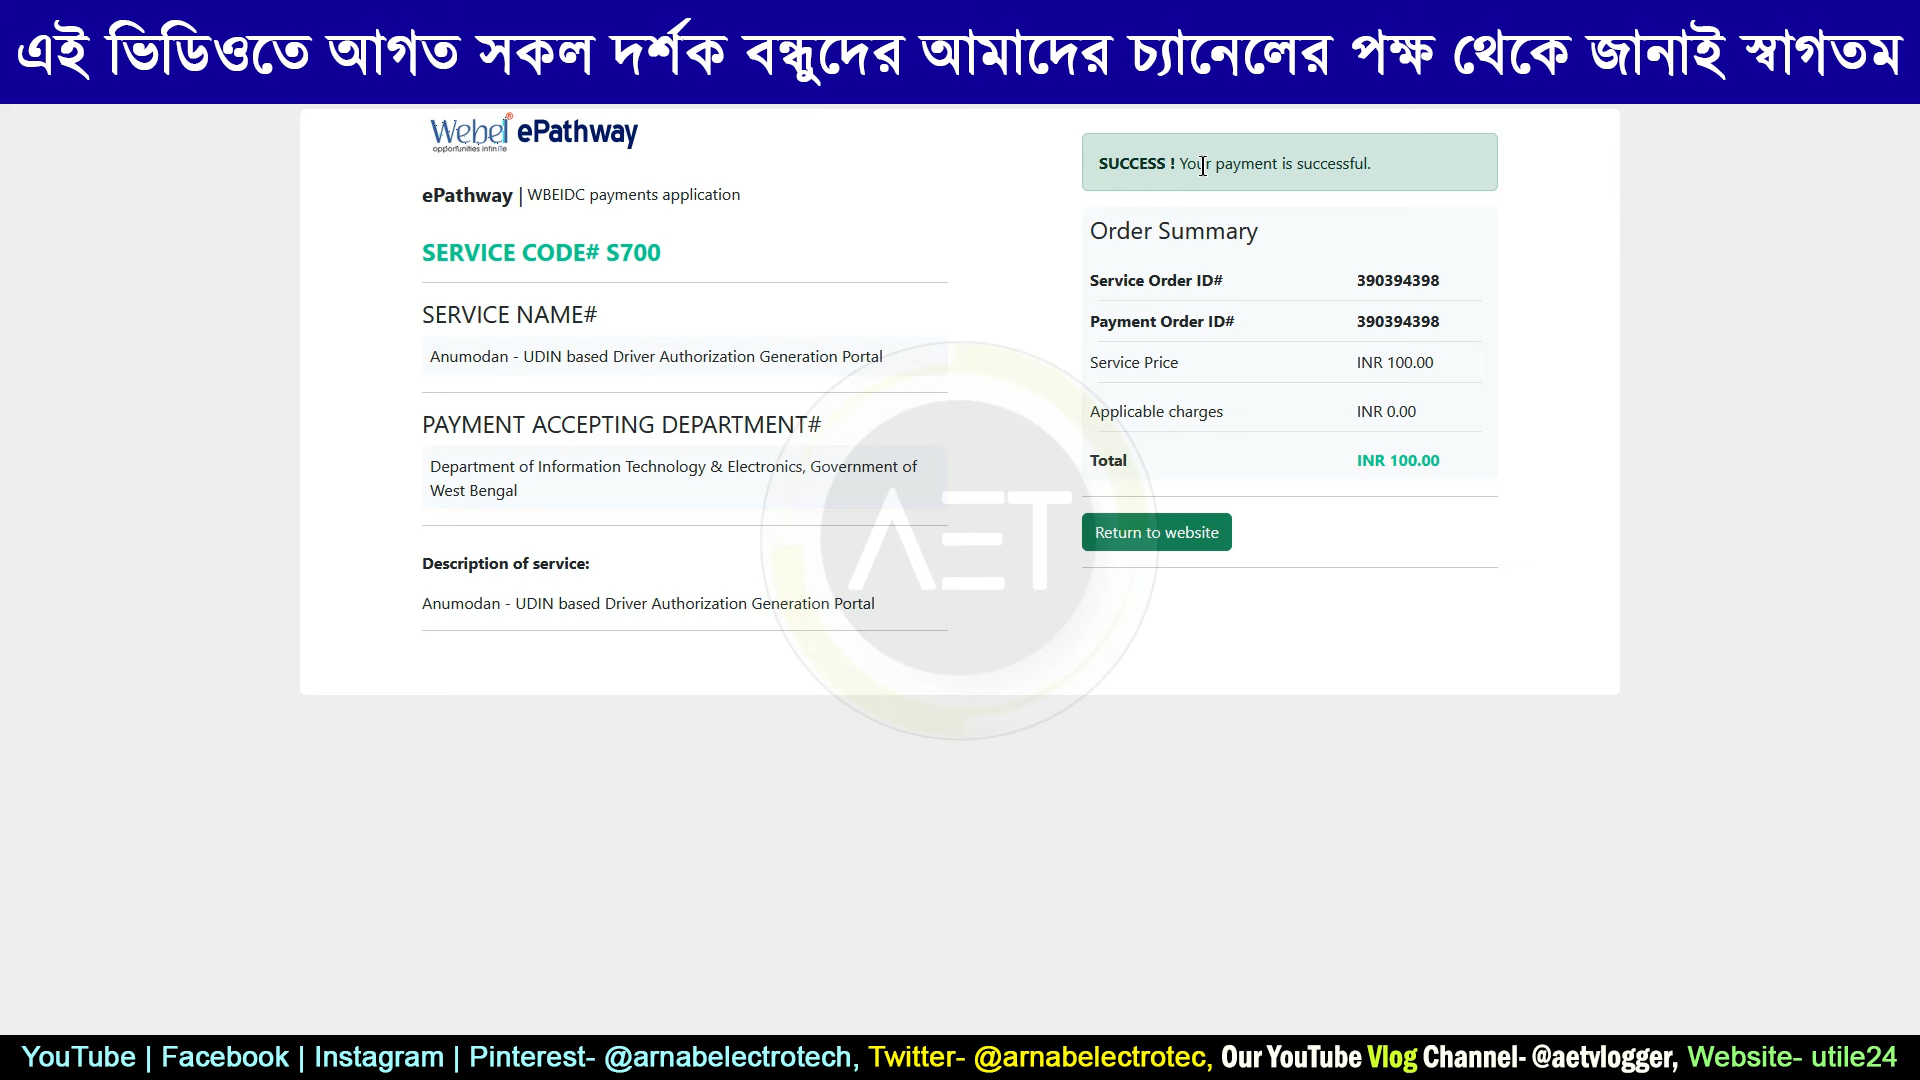 এই ভিডিওতে আগত সকল দর্শক বন্ধুদের আমাদের চ্যানেলের পক্ষ থেকে জানাই স্বাগতম
Webel® ePathway
opportunities infinITe
ePathway | WBEIDC payments application
SERVICE CODE# S700
SERVICE NAME#
Anumodan - UDIN based Driver Authorization Generation Portal
PAYMENT ACCEPTING DEPARTMENT#
Department of Information Technology & Electronics, Government of
West Bengal
Description of service:
Anumodan - UDIN based Driver Authorization Generation Portal
SUCCESS ! Your payment is successful.
Order Summary
Service Order ID# 390394398
Payment Order ID# 390394398
Service Price INR 100.00
Applicable charges INR 0.00
Total INR 100.00
Return to website
AET
YouTube | Facebook | Instagram | Pinterest- @arnabelectrotech, Twitter- @arnabelectrotec, Our YouTube Vlog Channel- @aetvlogger, Website- utile24